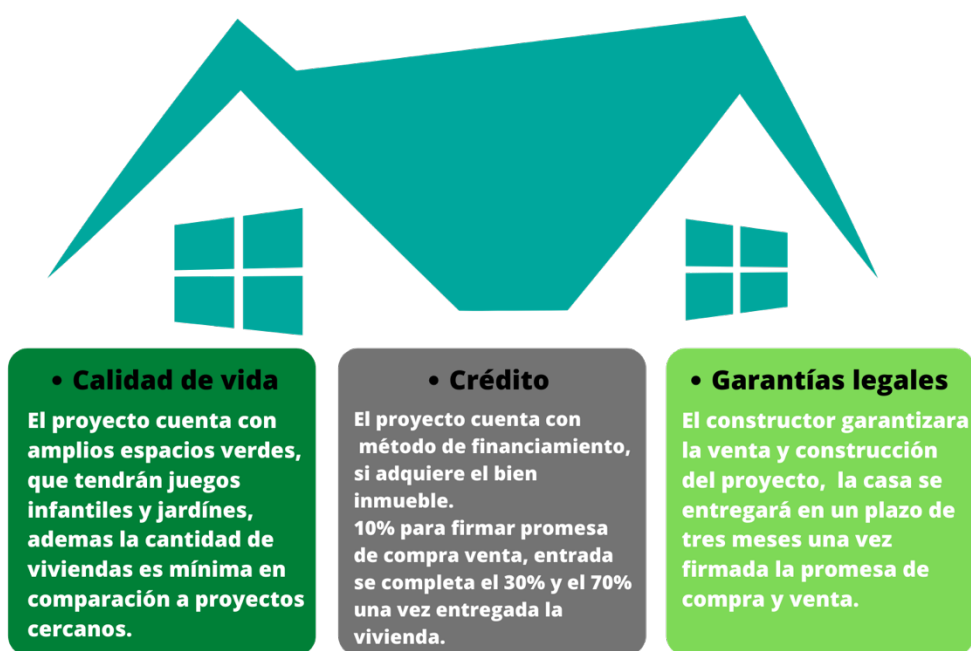 • Calidad de vida
El proyecto cuenta con
amplios espacios verdes,
que tendrán juegos
infantiles y jardínes,
ademas la cantidad de
viviendas es mínima en
comparación a proyectos
cercanos.
• Crédito
El proyecto cuenta con
método de financiamiento,
si adquiere el bien
inmueble.
10% para firmar promesa
de compra venta, entrada
se completa el 30% y el 70%
una vez entregada la
vivienda.
• Garantías legales
El constructor garantizara
la venta y construcción
del proyecto, la casa se
entregará en un plazo de
tres meses una vez
firmada la promesa de
compra y venta.